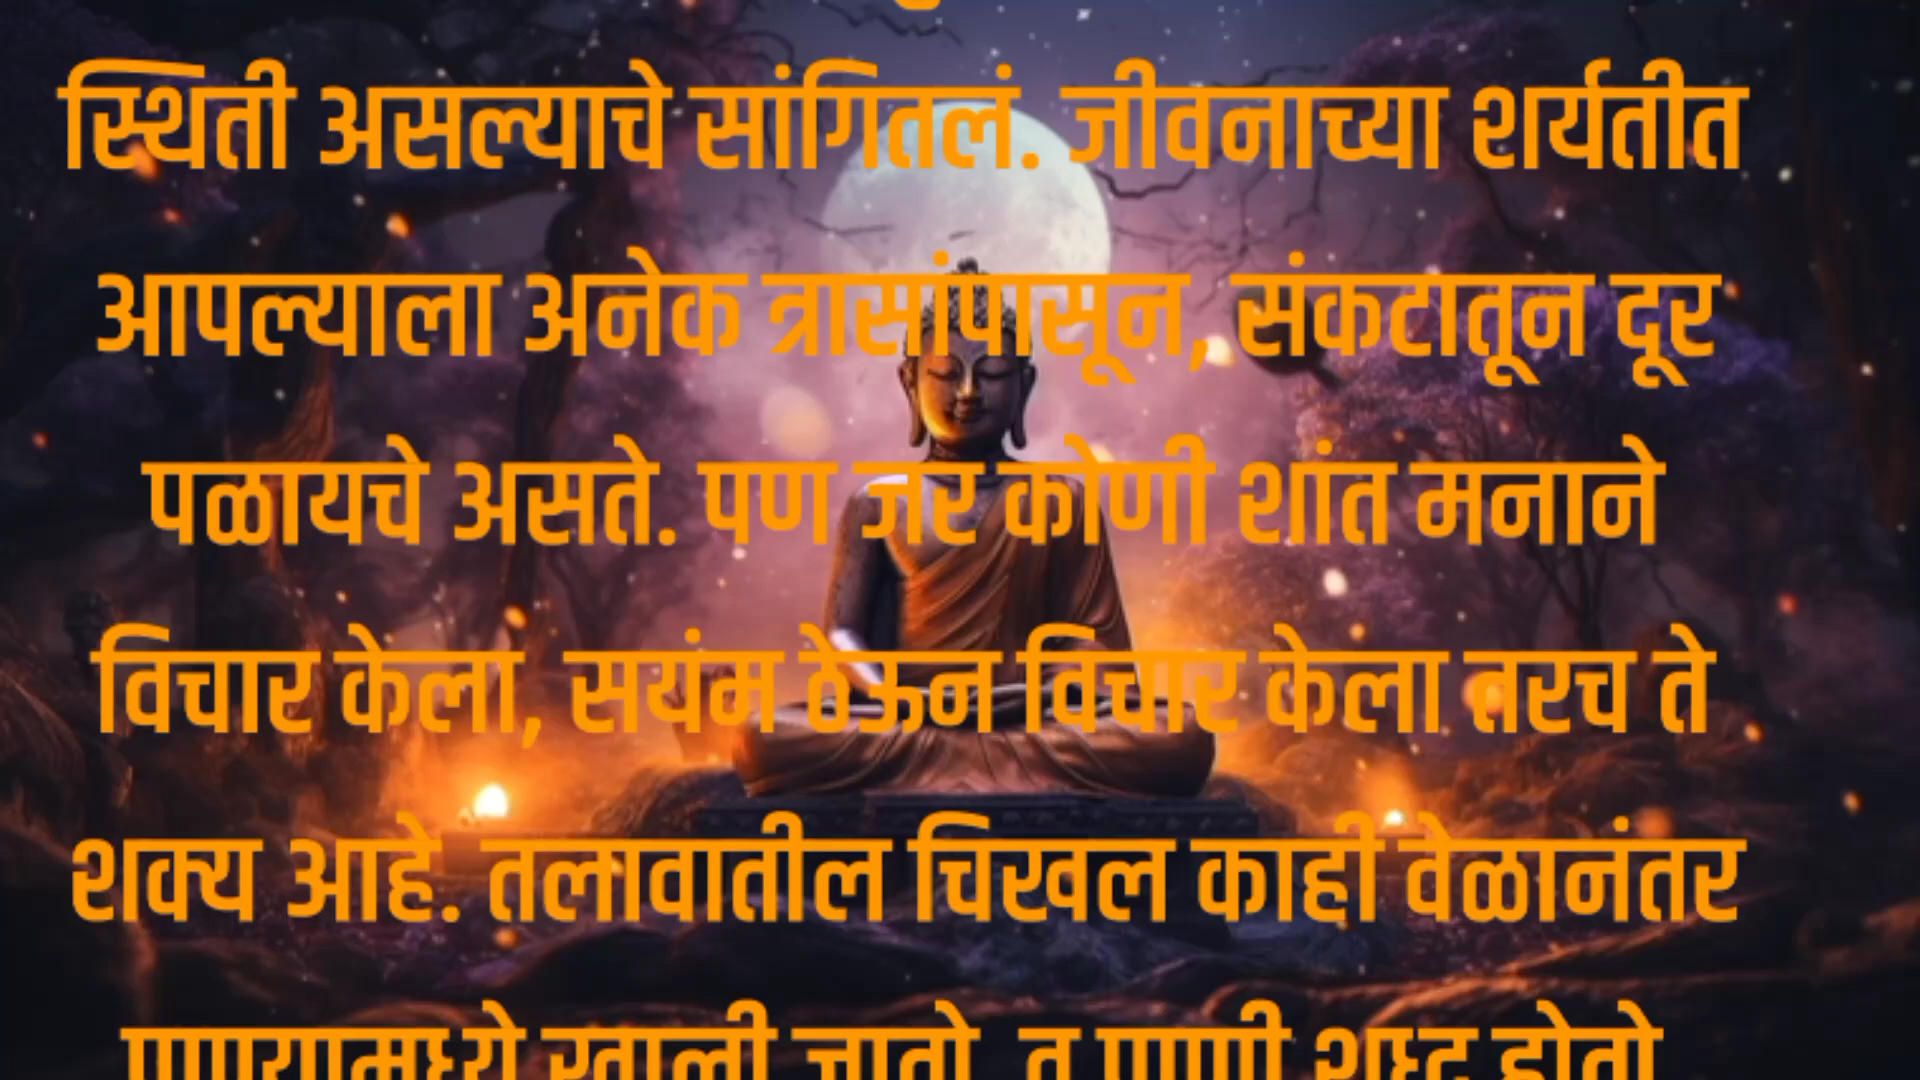 स्थिती असल्याचे सांगितलं. जीवनाच्या शर्यतीत
आपल्याला अनेक त्रासांपासून, संकटातून दूर
पळायचे असते. पण जर कोणी शांत मनाने
विचार केला, सयंम ठेऊन विचार केला तरच ते
शक्य आहे. तलावातील चिखल काही वेळानंतर
खाली जातो